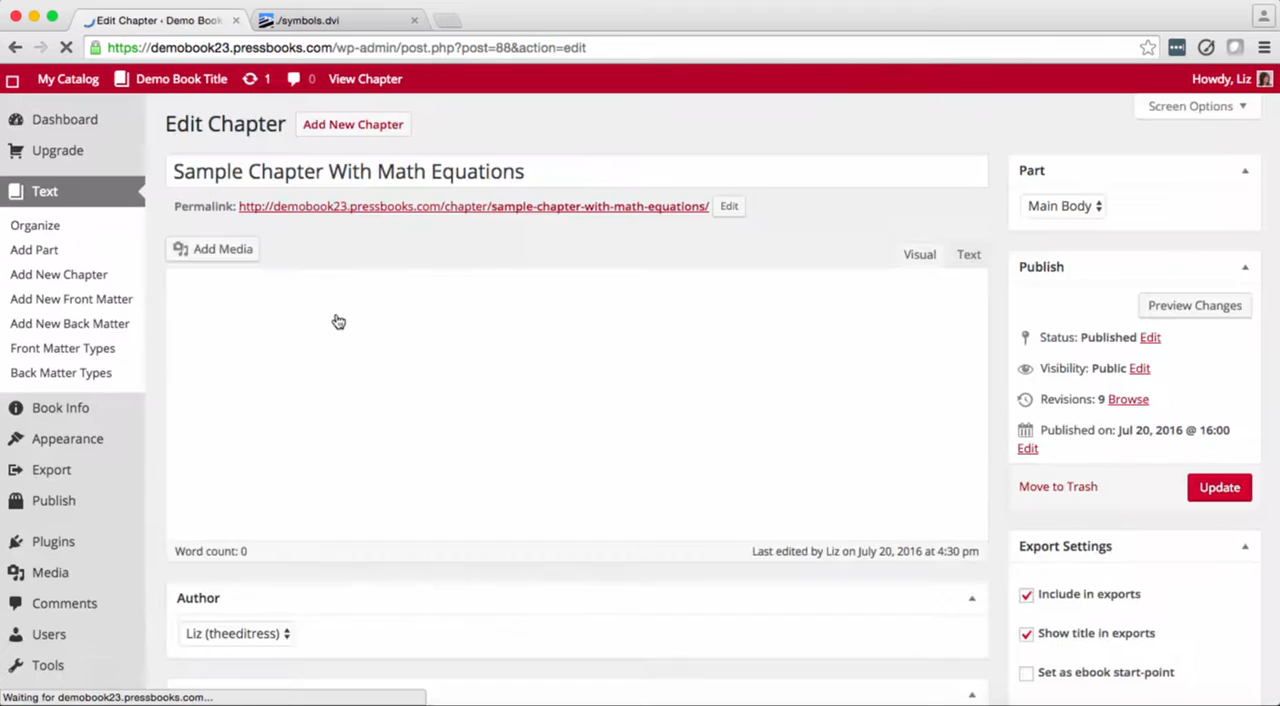 Edit Chapter ‹ Demo Book
./symbols.dvi
https://demobook23.pressbooks.com/wp-admin/post.php?post=88&action=edit
My Catalog Demo Book Title 1 0 View Chapter Howdy, Liz
Screen Options
Dashboard
Upgrade
Text
Organize
Add Part
Add New Chapter
Add New Front Matter
Add New Back Matter
Front Matter Types
Back Matter Types
Book Info
Appearance
Export
Publish
Plugins
Media
Comments
Users
Tools
Edit Chapter Add New Chapter
Sample Chapter With Math Equations
Permalink: http://demobook23.pressbooks.com/chapter/sample-chapter-with-math-equations/ Edit
Add Media
Visual Text
Word count: 0 Last edited by Liz on July 20, 2016 at 4:30 pm
Author
Liz (theeditress)
Part
Main Body
Publish
Preview Changes
Status: Published Edit
Visibility: Public Edit
Revisions: 9 Browse
Published on: Jul 20, 2016 @ 16:00
Edit
Move to Trash Update
Export Settings
Include in exports
Show title in exports
Set as ebook start-point
Waiting for demobook23.pressbooks.com...